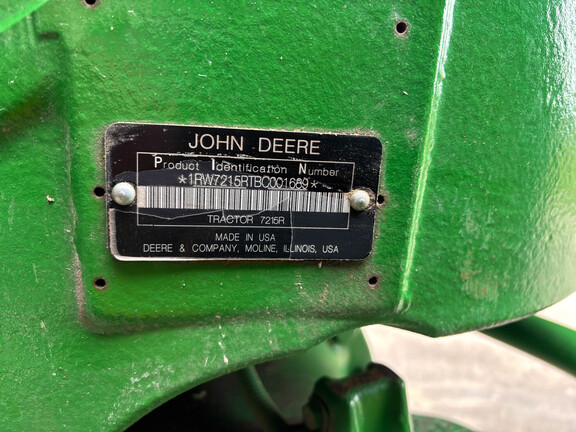 JOHN DEERE
Product Identification Number
*1RW7215RTBC001689*
TRACTOR 7215R
MADE IN USA
DEERE & COMPANY, MOLINE, ILLINOIS, USA